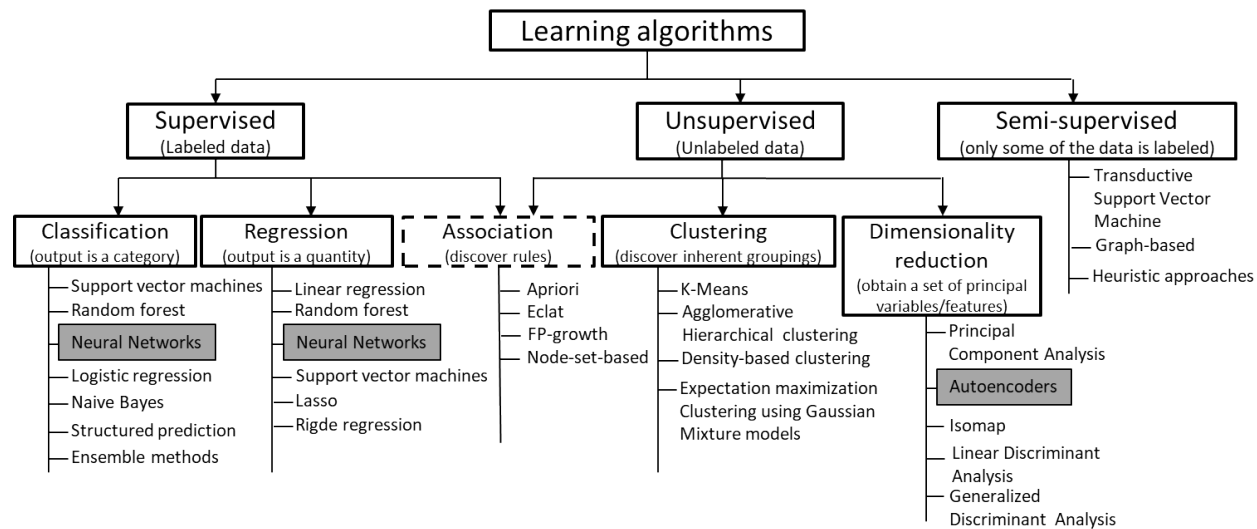 Learning algorithms
Supervised
(Labeled data)
Unsupervised
(Unlabeled data)
Semi-supervised
(only some of the data is labeled)
Transductive
Support Vector
Machine
Graph-based
Heuristic approaches
Classification
(output is a category)
Support vector machines
Random forest
Neural Networks
Logistic regression
Naive Bayes
Structured prediction
Ensemble methods
Regression
(output is a quantity)
Linear regression
Random forest
Neural Networks
Support vector machines
Lasso
Rigde regression
Association
(discover rules)
Apriori
Eclat
FP-growth
Node-set-based
Clustering
(discover inherent groupings)
K-Means
Agglomerative
Hierarchical clustering
Density-based clustering
Expectation maximization
Clustering using Gaussian
Mixture models
Dimensionality
reduction
(obtain a set of principal
variables/features)
Principal
Component Analysis
Autoencoders
Isomap
Linear Discriminant
Analysis
Generalized
Discriminant Analysis